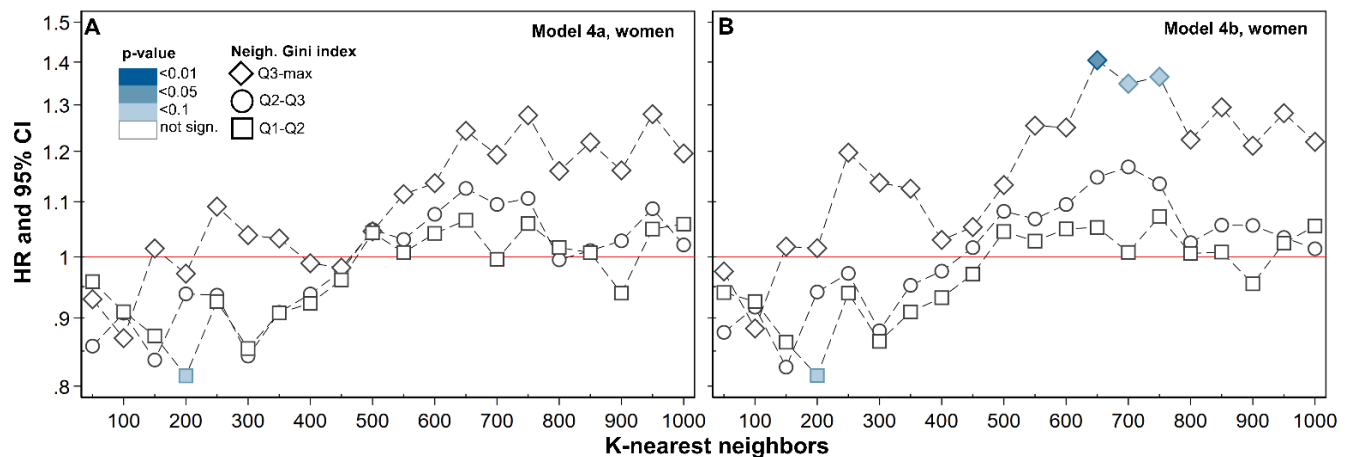 A
Model 4a, women
p-value
<0.01
<0.05
<0.1
not sign.
Neigh. Gini index
Q3-max
Q2-Q3
Q1-Q2
B
Model 4b, women
HR and 95% CI
1.5
1.4
1.3
1.2
1.1
1
.9
.8
100 200 300 400 500 600 700 800 900 1000
100 200 300 400 500 600 700 800 900 1000
K-nearest neighbors